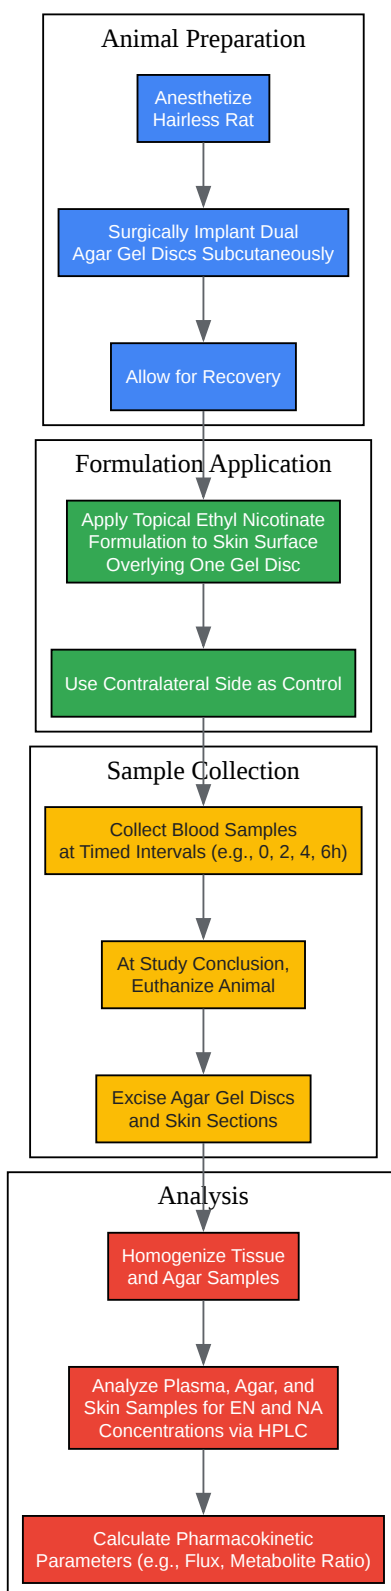 Animal Preparation
Anesthetize
Hairless Rat
Surgically Implant Dual
Agar Gel Discs Subcutaneously
Allow for Recovery
Formulation Application
Apply Topical Ethyl Nicotinate
Formulation to Skin Surface
Overlying One Gel Disc
Use Contralateral Side as Control
Sample Collection
Collect Blood Samples
at Timed Intervals (e.g., 0, 2, 4, 6h)
At Study Conclusion,
Euthanize Animal
Excise Agar Gel Discs
and Skin Sections
Analysis
Homogenize Tissue
and Agar Samples
Analyze Plasma, Agar, and
Skin Samples for EN and NA
Concentrations via HPLC
Calculate Pharmacokinetic
Parameters (e.g., Flux, Metabolite Ratio)